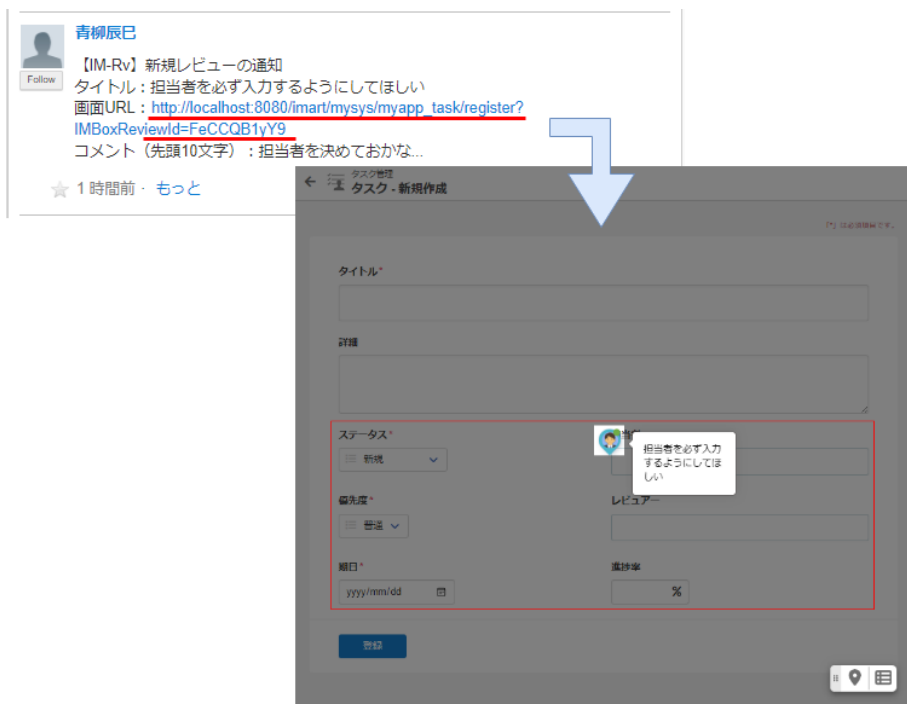 青柳辰巳
Follow
【IM-Rv】新規レビューの通知
タイトル：担当者を必ず入力するようにしてほしい
画面URL：http://localhost:8080/imart/mysys/myapp_task/register?
IMBoxReviewId=FeCCQB1yY9
コメント（先頭10文字）：担当者を決めておかな...
1時間前・ もっと
タスク管理
タスク - 新規作成
(*) は必須項目です。
タイトル*
詳細
ステータス*
新規
担当者を必ず入力
するようにしてほ
しい
優先度*
レビュアー
普通
期日*
進捗率
yyyy/mm/dd
%
登録